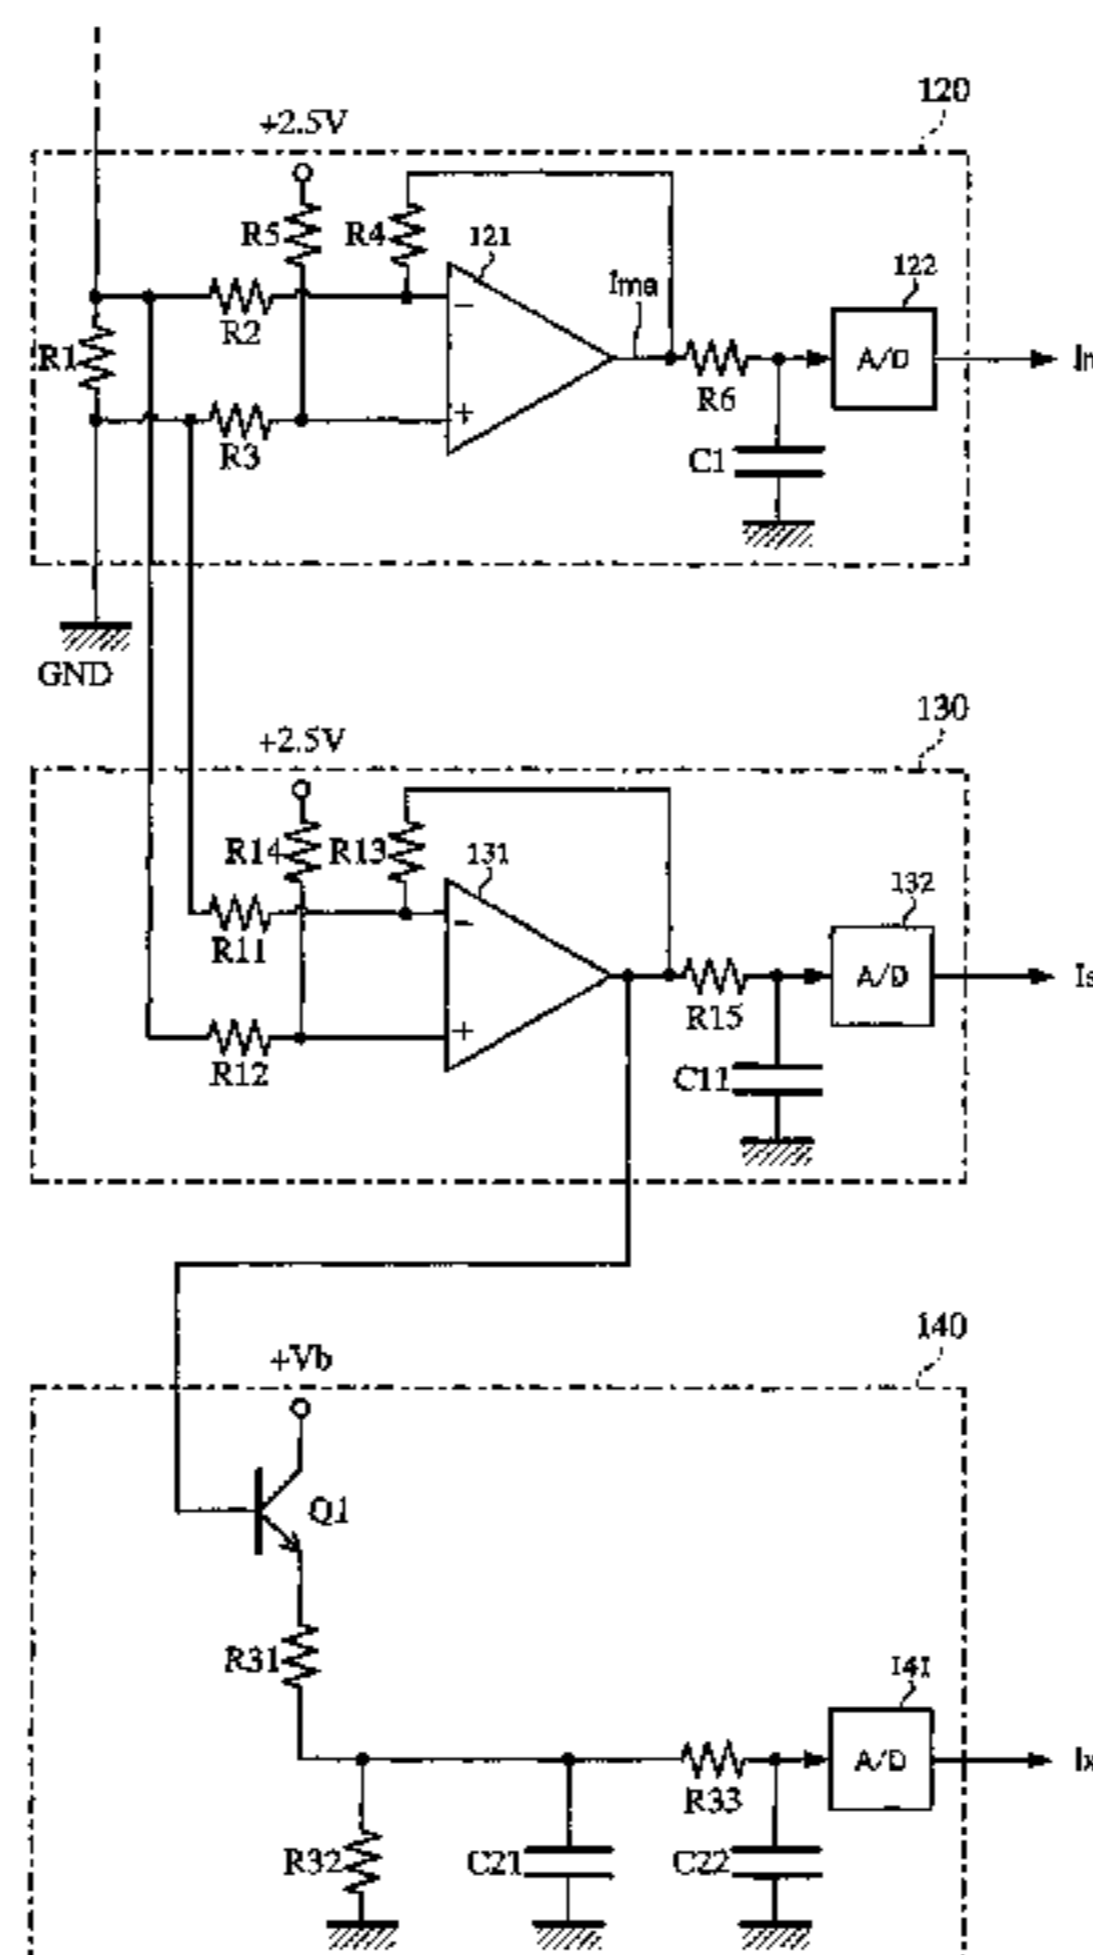 120
+2.5V
R5
R4
121
Ima
122
R2
R1
A/D
R6
R3
C1
GND
130
+2.5V
R14
R13
131
132
R11
A/D
R15
R12
C11
+Vb
140
Q1
R31
141
A/D
R33
R32
C21
C22